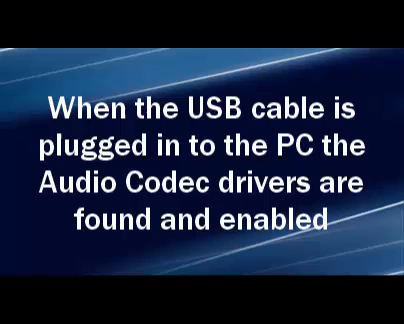 When the USB cable is
plugged in to the PC the
Audio Codec drivers are
found and enabled